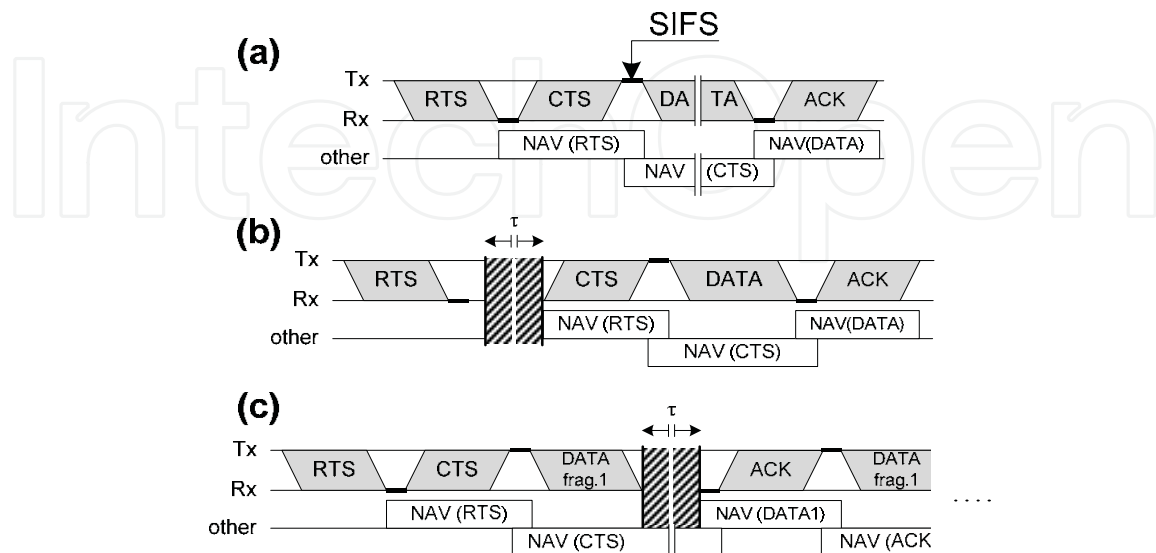 SIFS
(a)
Tx
RTS CTS DA TA ACK
Rx
NAV (RTS) NAV(DATA)
other
NAV (CTS)
IntechOpen
(b)
τ
Tx
RTS CTS DATA ACK
Rx
NAV (RTS) NAV(DATA)
other
NAV (CTS)
(c)
τ
Tx
RTS CTS DATA frag.1 ACK DATA frag.1
Rx
NAV (RTS) NAV (DATA1)
....
other
NAV (CTS) NAV (ACK